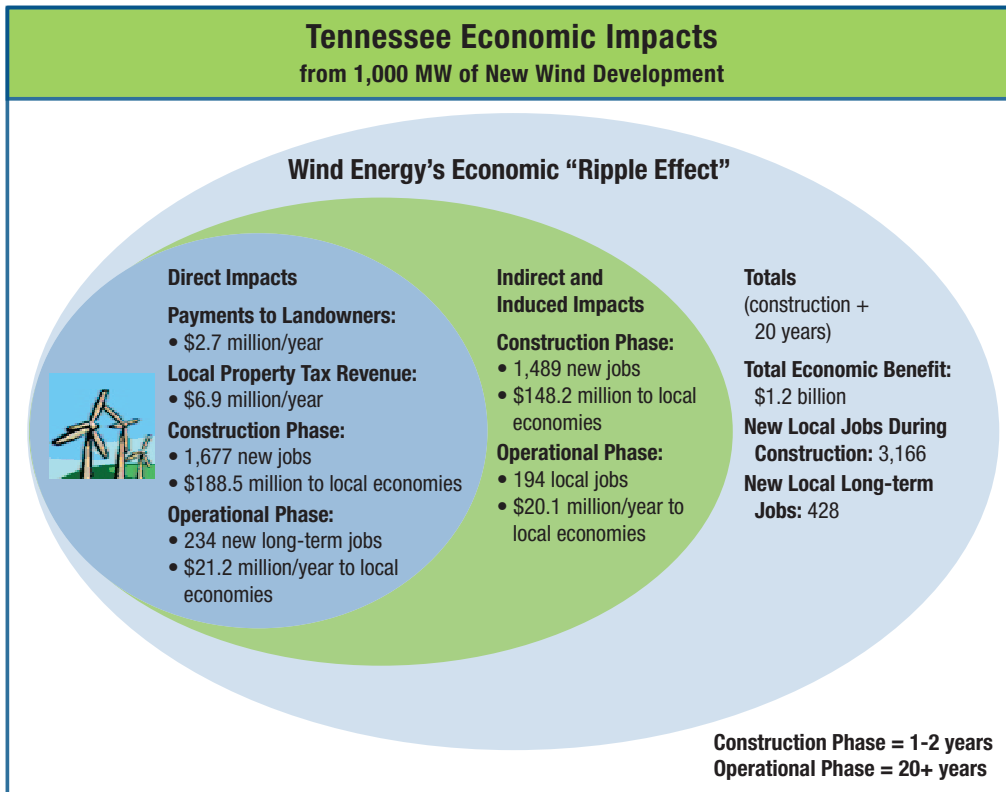 Tennessee Economic Impacts
from 1,000 MW of New Wind Development
Wind Energy’s Economic “Ripple Effect”
Direct Impacts
Payments to Landowners:
• $2.7 million/year
Local Property Tax Revenue:
• $6.9 million/year
Construction Phase:
• 1,677 new jobs
• $188.5 million to local economies
Operational Phase:
• 234 new long-term jobs
• $21.2 million/year to local
economies
Indirect and
Induced Impacts
Construction Phase:
• 1,489 new jobs
• $148.2 million to local
economies
Operational Phase:
• 194 local jobs
• $20.1 million/year to
local economies
Totals
(construction +
20 years)
Total Economic Benefit:
$1.2 billion
New Local Jobs During
Construction: 3,166
New Local Long-term
Jobs: 428
Construction Phase = 1-2 years
Operational Phase = 20+ years